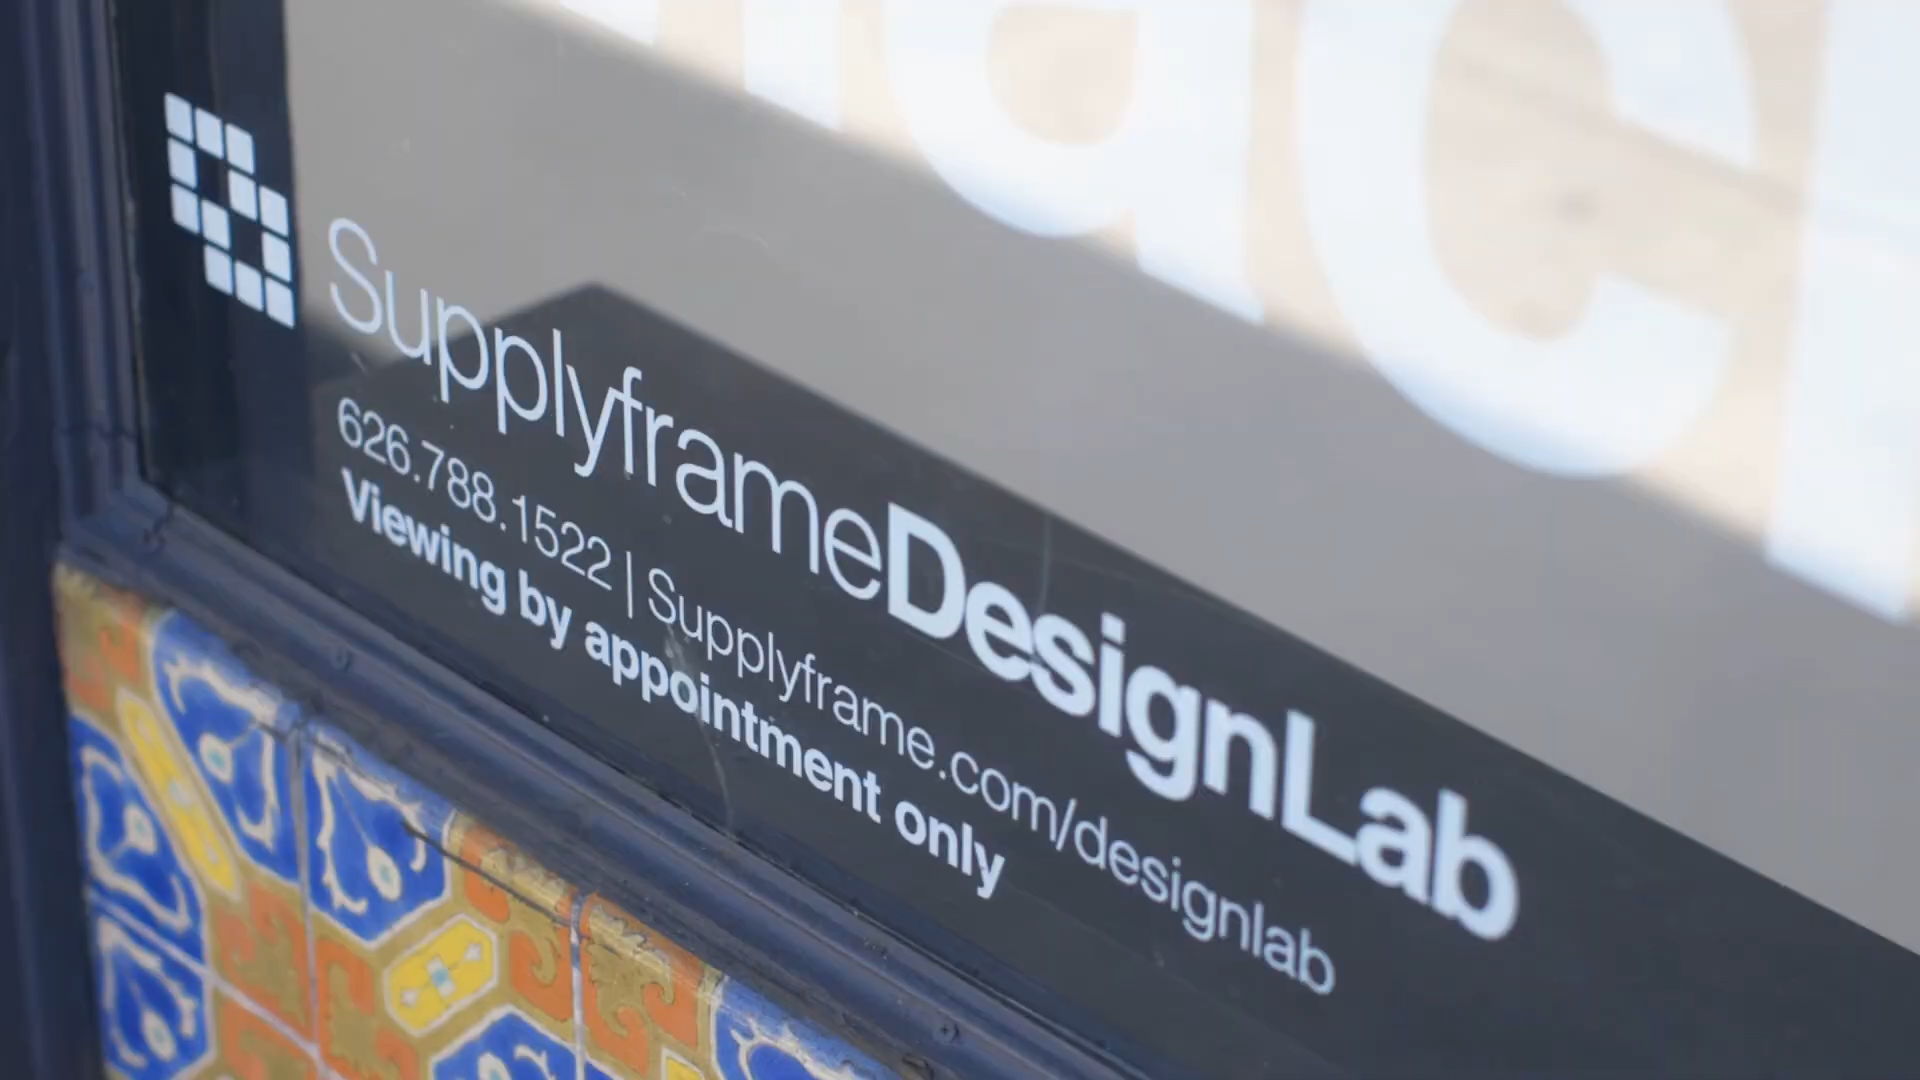 SupplyframeDesignLab
626.788.1522 | Supplyframe.com/designlab
Viewing by appointment only